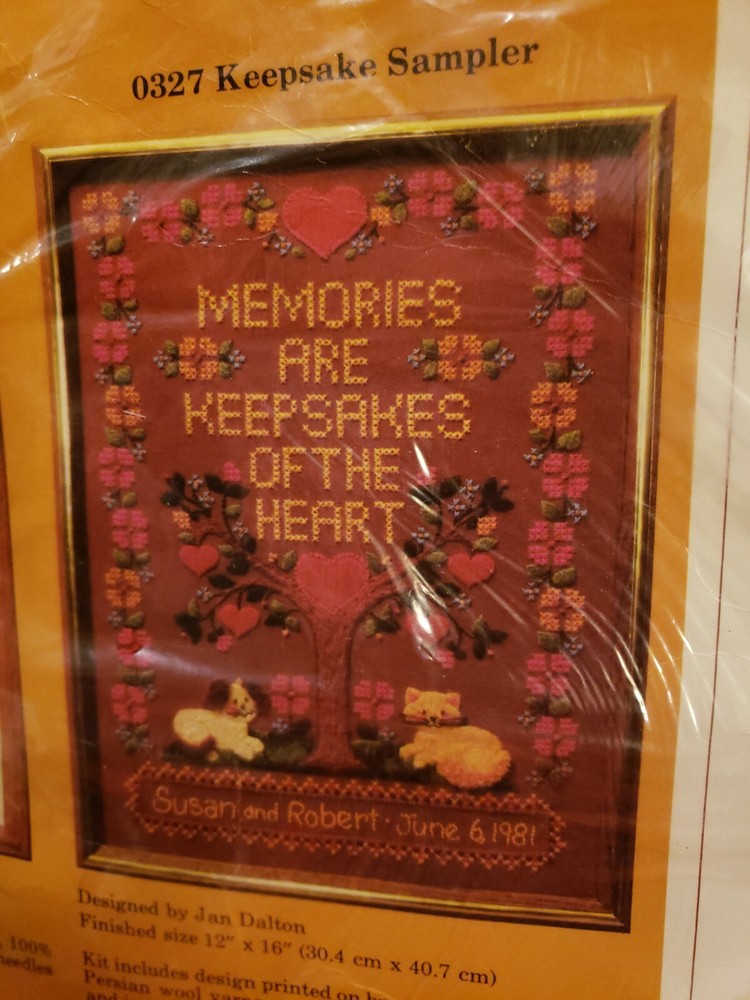 0327 Keepsake Sampler
MEMORIES
ARE
KEEPSAKES
OF THE
HEART
Susan and Robert · June 6, 1981
Designed by Jan Dalton
Finished size 12" x 16" (30.4 cm x 40.7 cm)
100%
needles
Kit includes design printed on
Persian wool